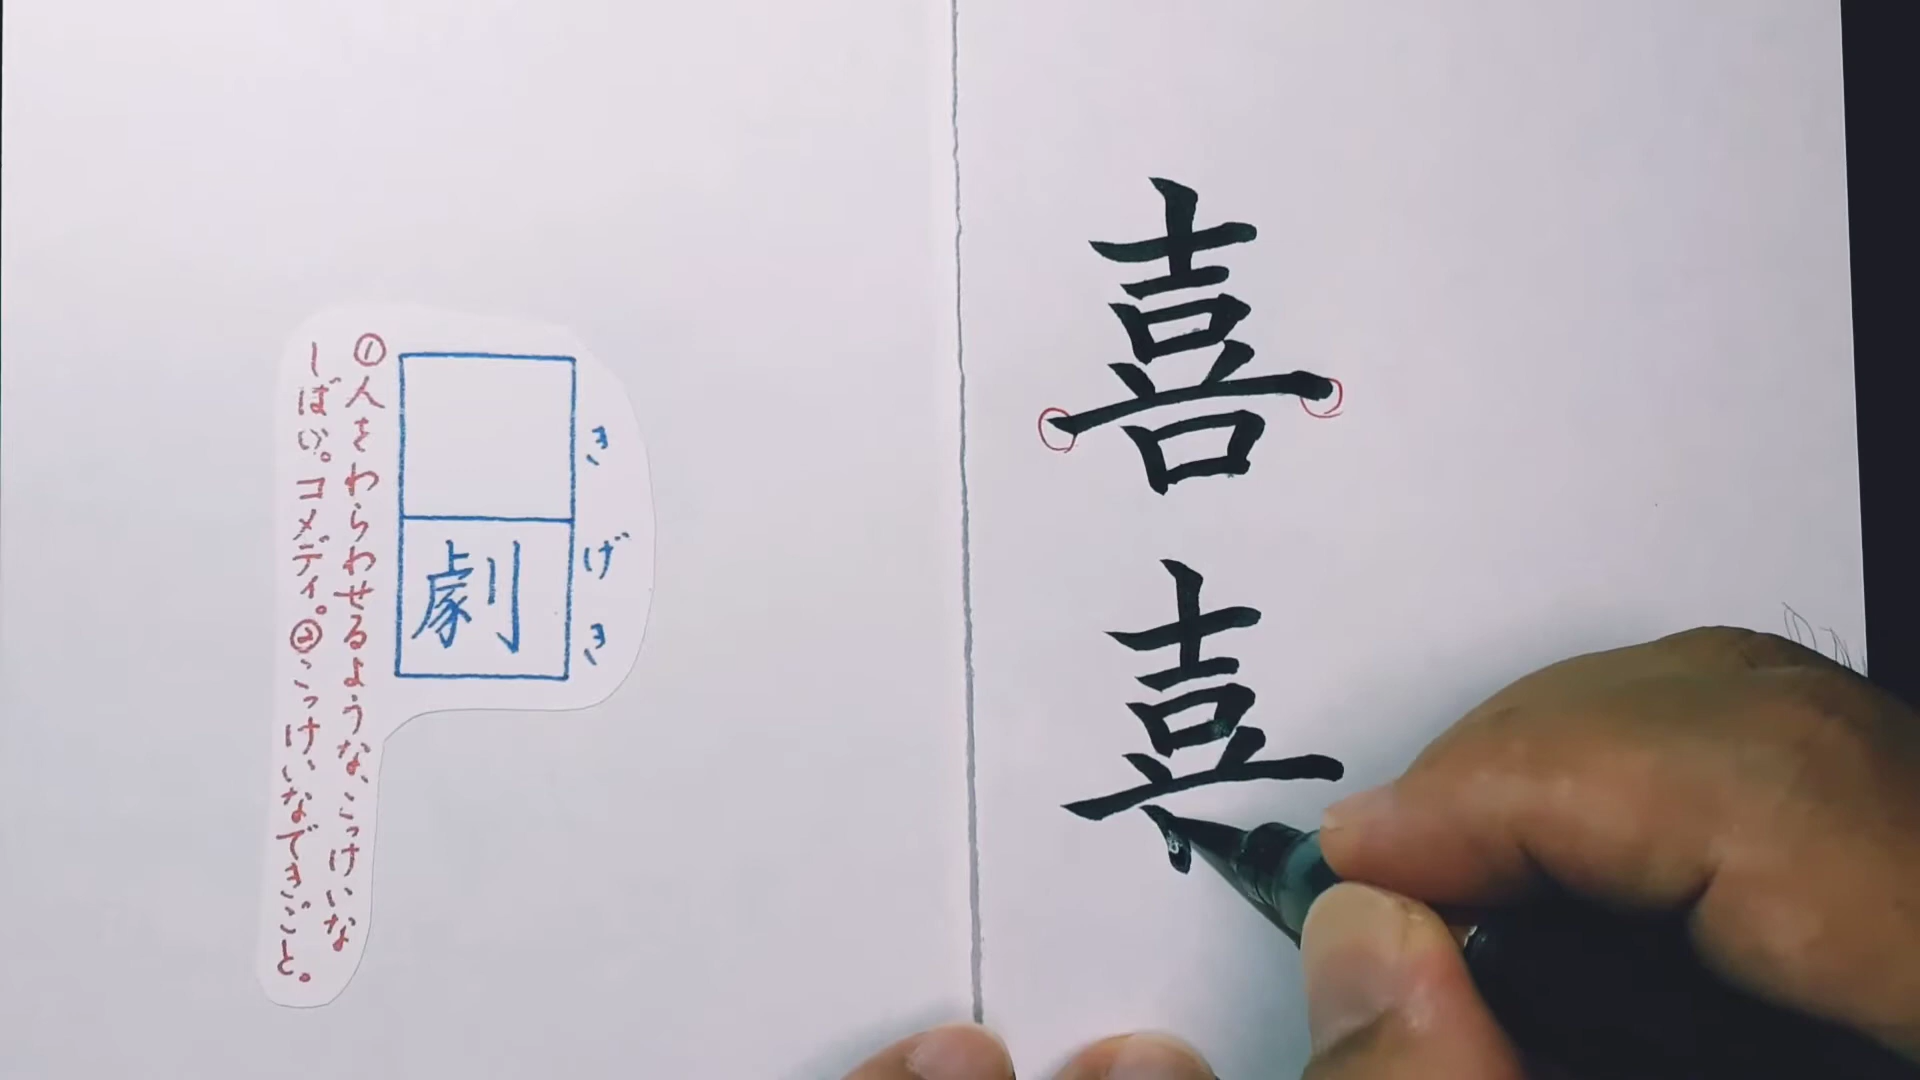 喜
喜
きげき
劇
①人をわらわせるような、こっけいな
しばい。コメディ。②こっけいなできごと。